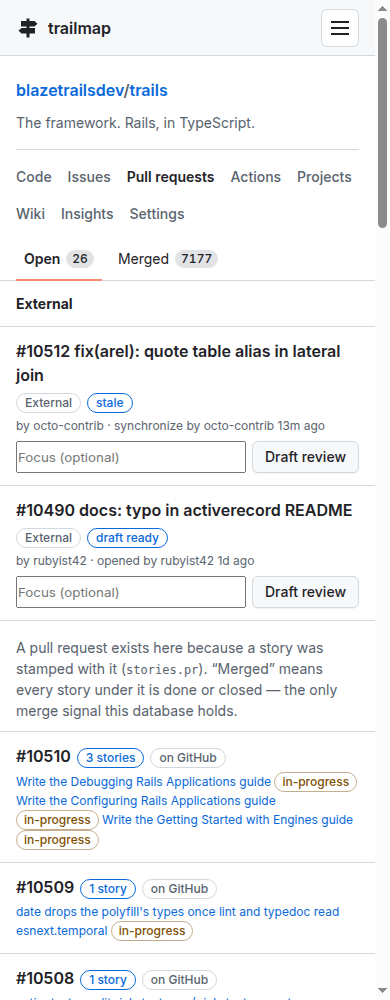 trailmap
blazetrailsdev/trails
The framework. Rails, in TypeScript.
Code Issues Pull requests Actions Projects
Wiki Insights Settings
Open 26 Merged 7177
External
#10512 fix(arel): quote table alias in lateral
join
External stale
by octo-contrib · synchronize by octo-contrib 13m ago
Focus (optional) Draft review
#10490 docs: typo in activerecord README
External draft ready
by rubyist42 · opened by rubyist42 1d ago
Focus (optional) Draft review
A pull request exists here because a story was
stamped with it (stories.pr). “Merged” means
every story under it is done or closed — the only
merge signal this database holds.
#10510 3 stories on GitHub
Write the Debugging Rails Applications guide in-progress
Write the Configuring Rails Applications guide
in-progress Write the Getting Started with Engines guide
in-progress
#10509 1 story on GitHub
date drops the polyfill's types once lint and typedoc read
esnext.temporal in-progress
#10508 1 story on GitHub